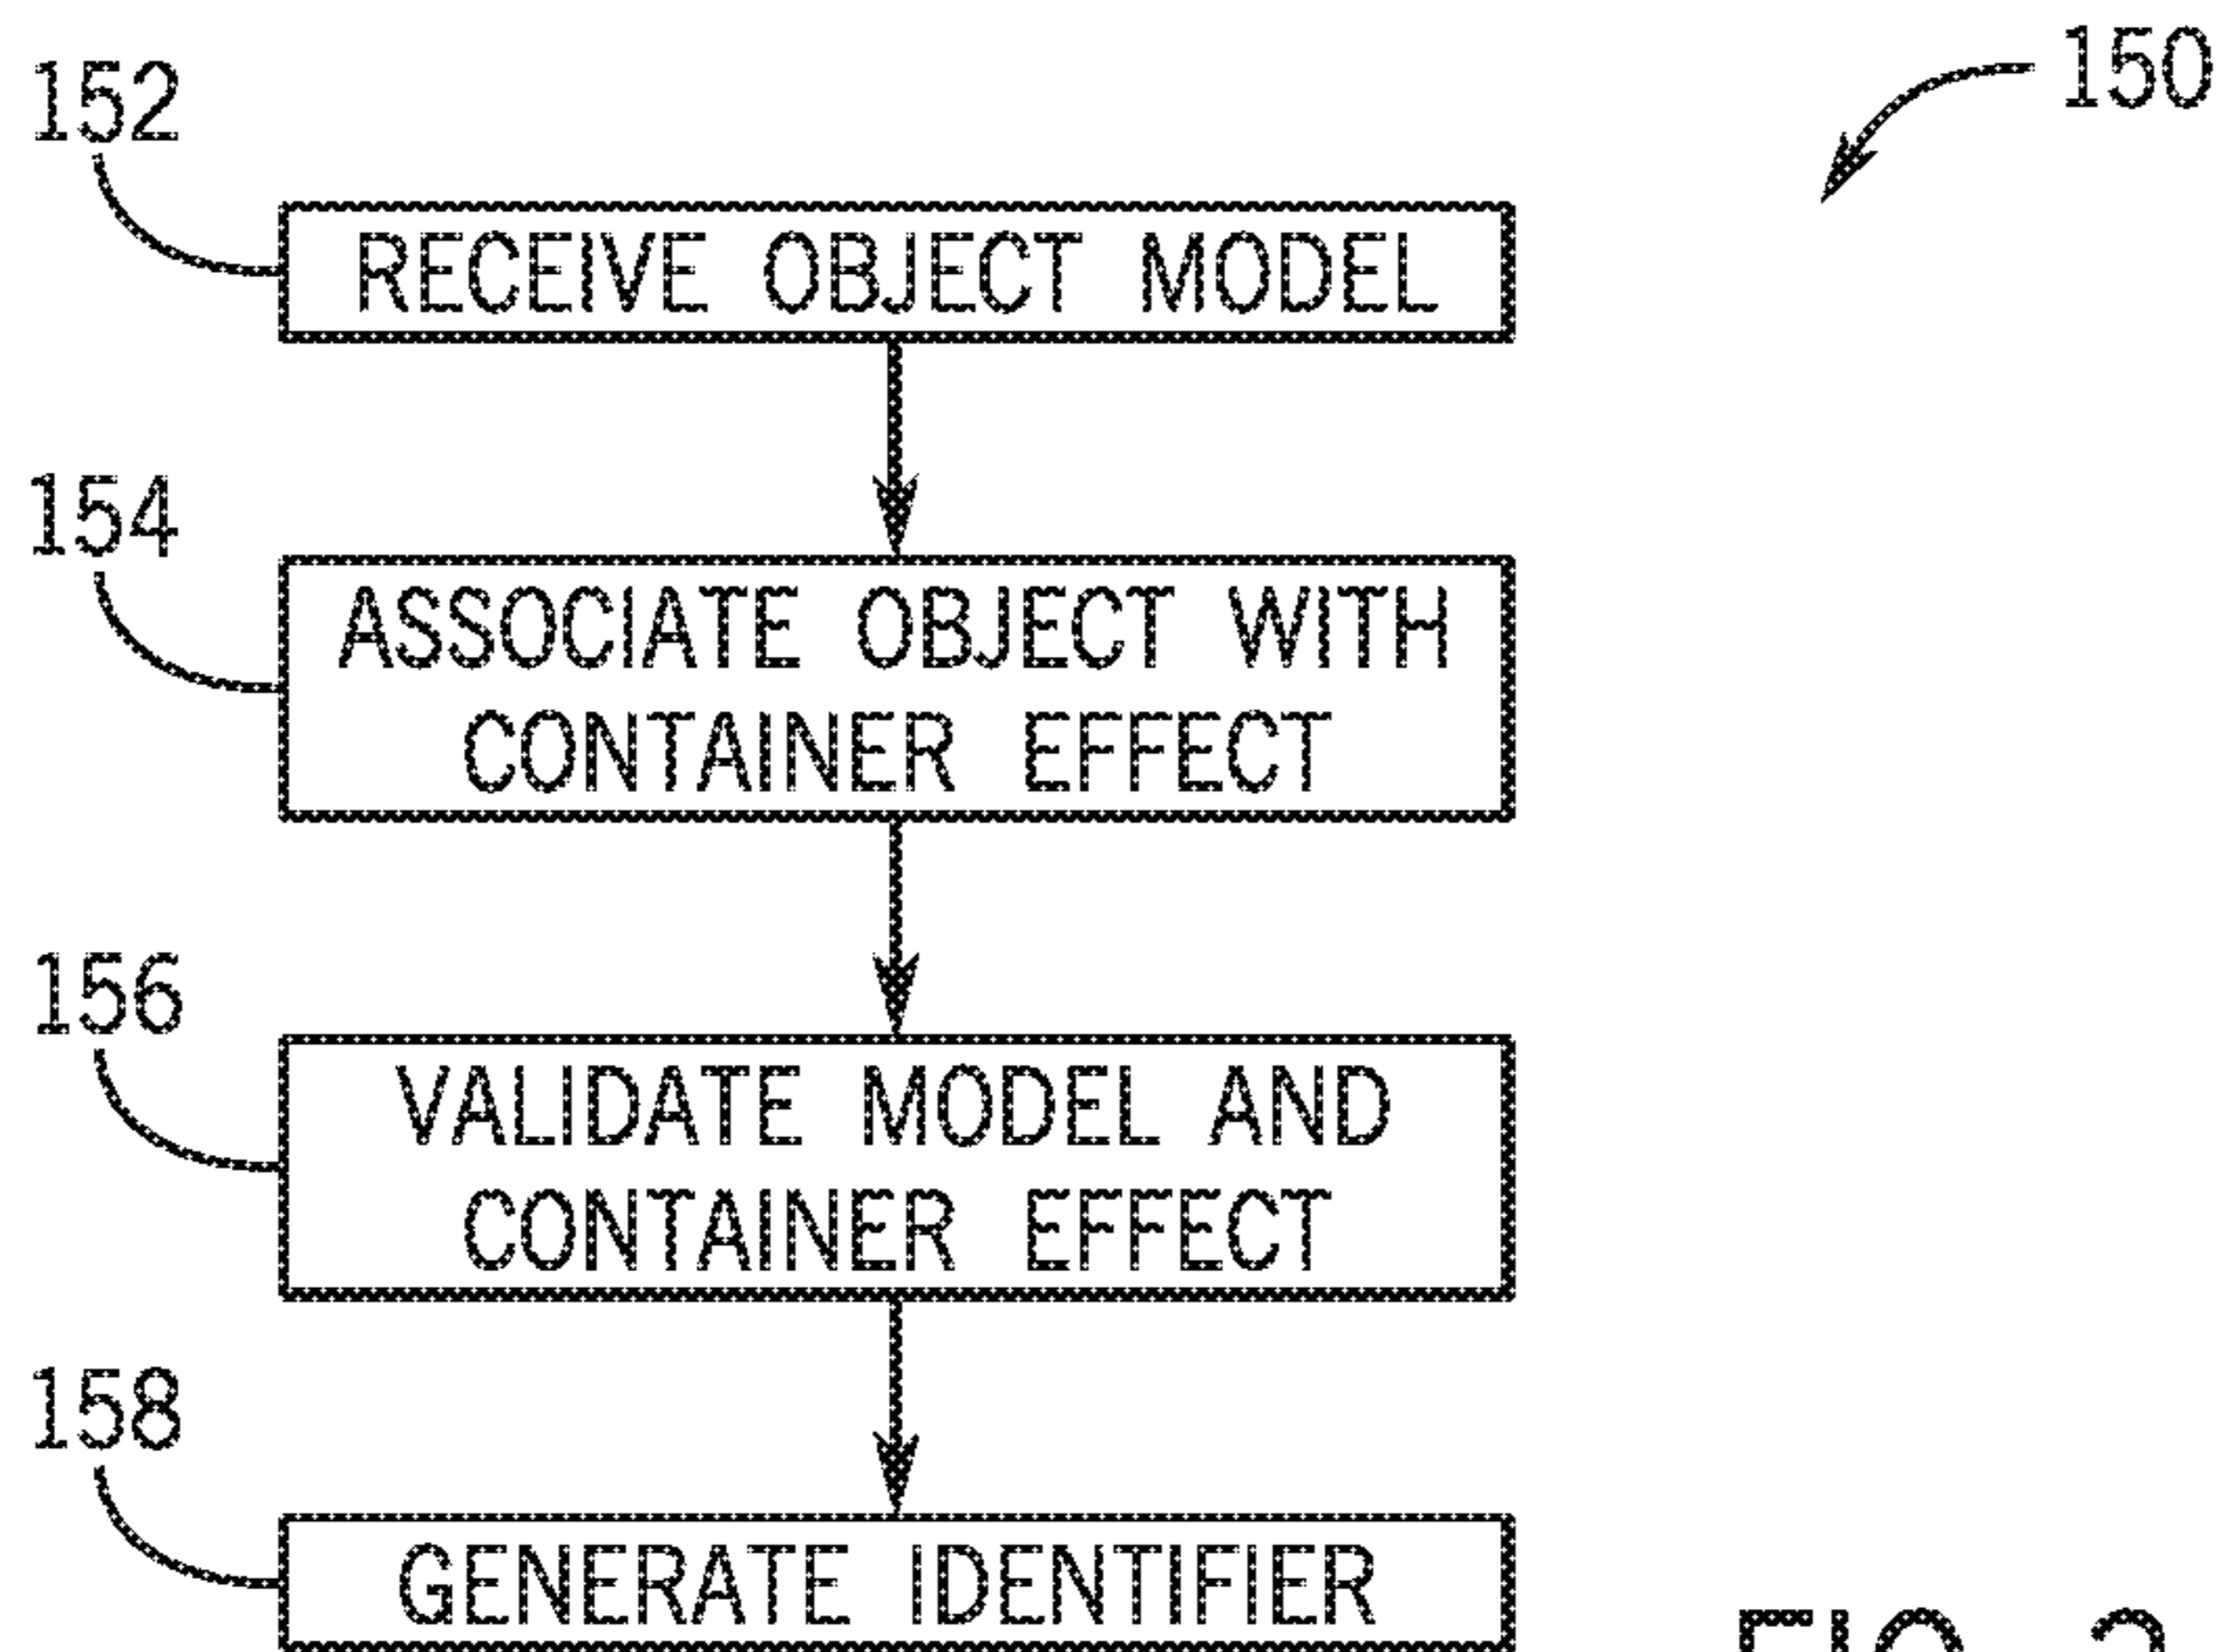 152
150
RECEIVE OBJECT MODEL
154
ASSOCIATE OBJECT WITH
CONTAINER EFFECT
156
VALIDATE MODEL AND
CONTAINER EFFECT
158
GENERATE IDENTIFIER
FIG.